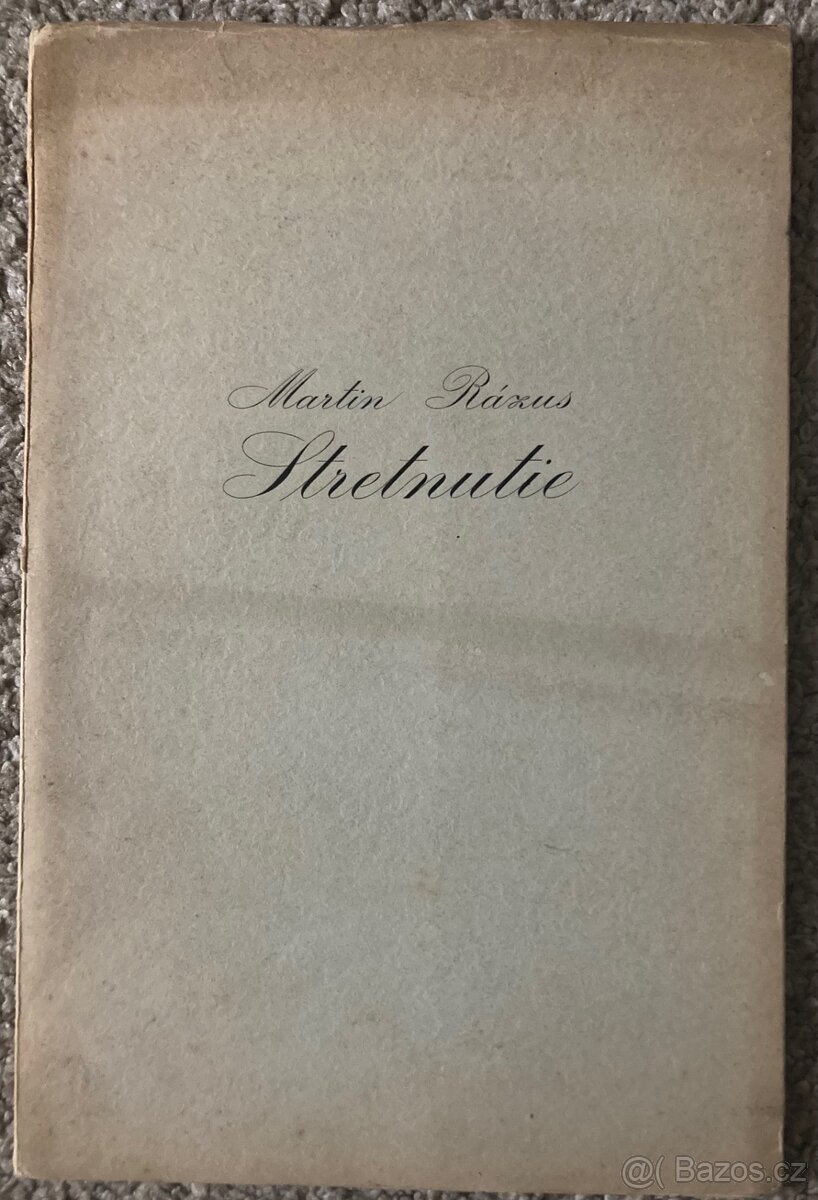 Martin Rázus
Stretnutie
@( Bazos.cz